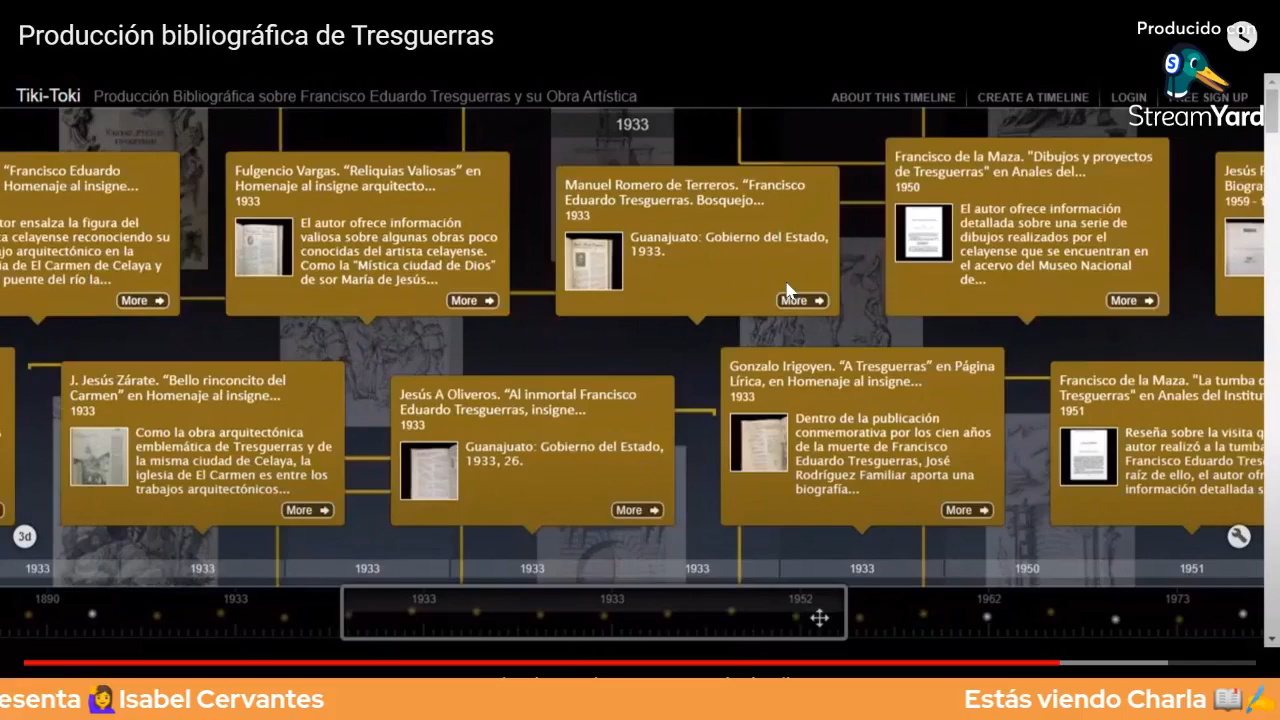 Producción bibliográfica de Tresguerras
Producido con
StreamYard
Tiki-Toki
Producción Bibliográfica sobre Francisco Eduardo Tresguerras y su Obra Artística
ABOUT THIS TIMELINE
CREATE A TIMELINE
LOGIN
FREE SIGN UP
1933
“Francisco Eduardo
Homenaje al insigne...
tor ensalza la figura del
ta celayense reconociendo su
jo arquitectónico en la
ia de El Carmen de Celaya y
puente del río la...
More
Fulgencio Vargas. “Reliquias Valiosas” en
Homenaje al insigne arquitecto...
1933
El autor ofrece información
valiosa sobre algunas obras poco
conocidas del artista celayense.
Como la "Mística ciudad de Dios"
de sor María de Jesús...
More
Manuel Romero de Terreros. “Francisco
Eduardo Tresguerras. Bosquejo...
1933
Guanajuato: Gobierno del Estado,
1933.
More
Francisco de la Maza. "Dibujos y proyectos
de Tresguerras" en Anales del...
1950
El autor ofrece información
detallada sobre una serie de
dibujos realizados por el
celayense que se encuentran en
el acervo del Museo Nacional
de...
More
Jesús
Biogra
1959 -
J. Jesús Zárate. “Bello rinconcito del
Carmen” en Homenaje al insigne...
1933
Como la obra arquitectónica
emblemática de Tresguerras y de
la misma ciudad de Celaya, la
iglesia de El Carmen es entre los
trabajos arquitectónicos...
More
Jesús A Oliveros. “Al inmortal Francisco
Eduardo Tresguerras, insigne...
1933
Guanajuato: Gobierno del Estado,
1933, 26.
More
Gonzalo Irigoyen. “A Tresguerras” en Página
Lírica, en Homenaje al insigne...
1933
Dentro de la publicación
conmemorativa por los cien años
de la muerte de Francisco
Eduardo Tresguerras, José
Rodríguez Familiar aporta una
biografía...
More
Francisco de la Maza. "La tumba
Tresguerras" en Anales del Institu
1951
Reseña sobre la visita q
autor realizó a la tumba
Francisco Eduardo Tres
raíz de ello, el autor ofr
información detallada s
3d
1933 1933 1933 1933 1933 1933 1950 1951
1890 1933 1933 1933 1952 1962 1973
esenta 🙋‍♀️Isabel Cervantes
Estás viendo Charla 📖✍️